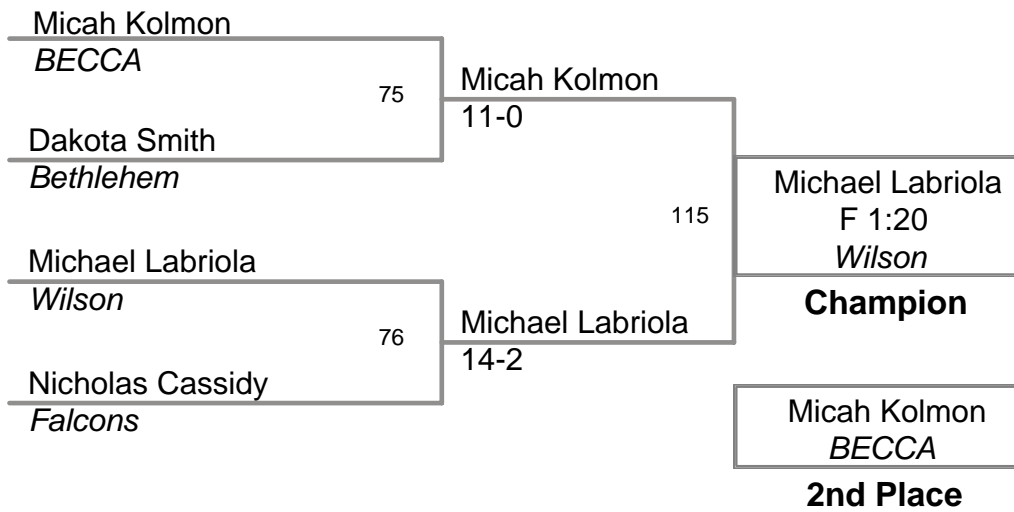 Micah Kolmon
BECCA
75
Dakota Smith
Bethlehem
Micah Kolmon
11-0
Michael Labriola
Wilson
76
Nicholas Cassidy
Falcons
Michael Labriola
14-2
115
Michael Labriola
F 1:20
Wilson
Champion
Micah Kolmon
BECCA
2nd Place